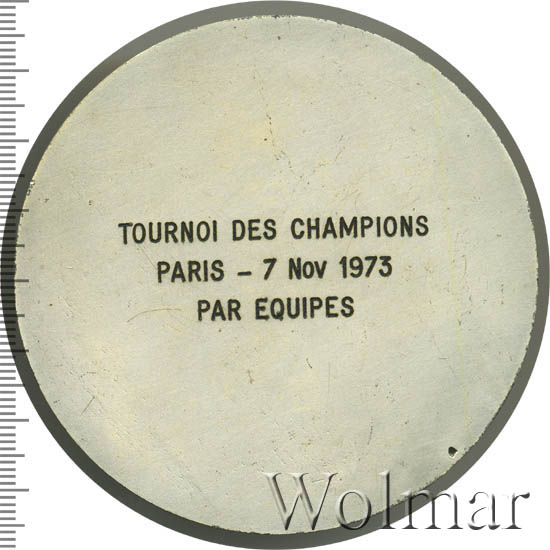 TOURNOI DES CHAMPIONS
PARIS - 7 Nov 1973
PAR EQUIPES
Wolmar